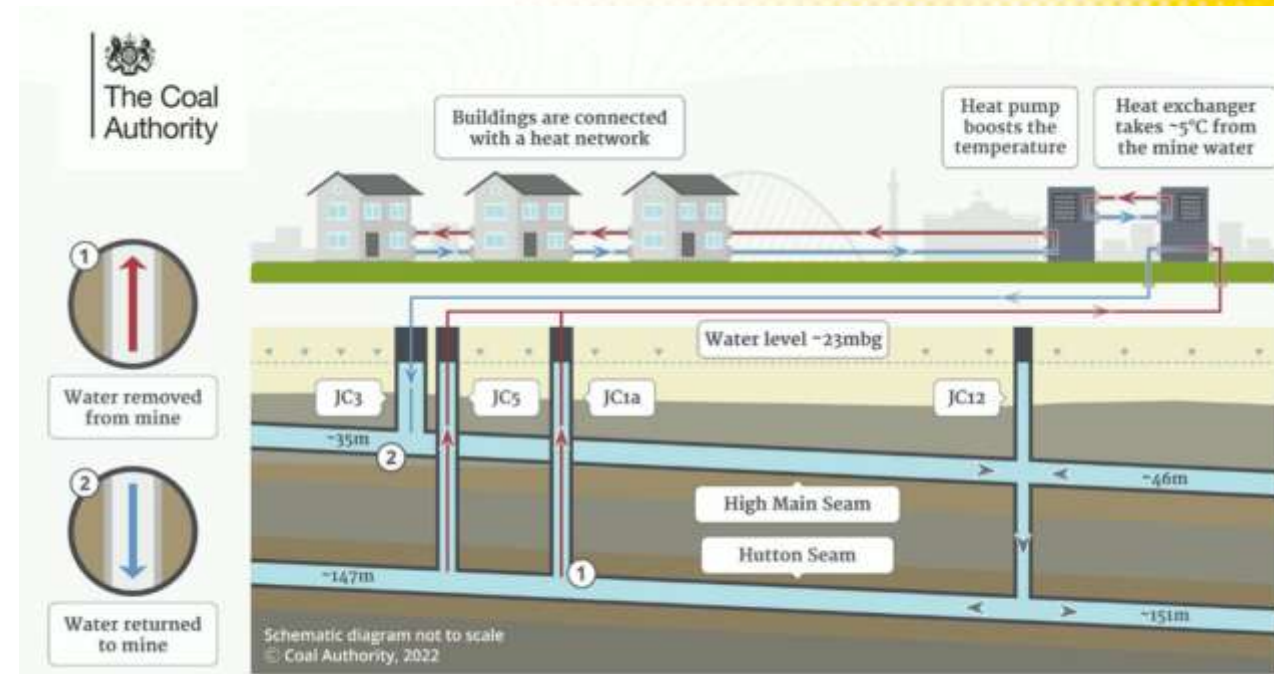 The Coal
Authority
Buildings are connected
with a heat network
Heat pump
boosts the
temperature
Heat exchanger
takes ~5°C from
the mine water
1
Water removed
from mine
2
Water returned
to mine
Water level ~23mbg
JC3
JC5
JC1a
JC12
~35m
2
~46m
High Main Seam
Hutton Seam
~147m
1
~151m
Schematic diagram not to scale
© Coal Authority, 2022